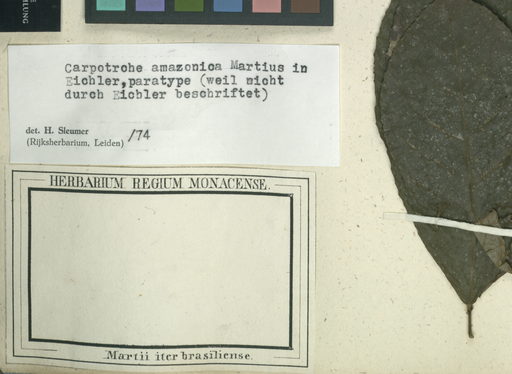 Carpotrohe amazonica Martius in
Eichler,paratype (weil nicht
durch Eichler beschriftet)
det. H. Sleumer /74
(Rijksherbarium, Leiden)
HERBARIUM REGIUM MONACENSE.
Martii iter brasiliense.